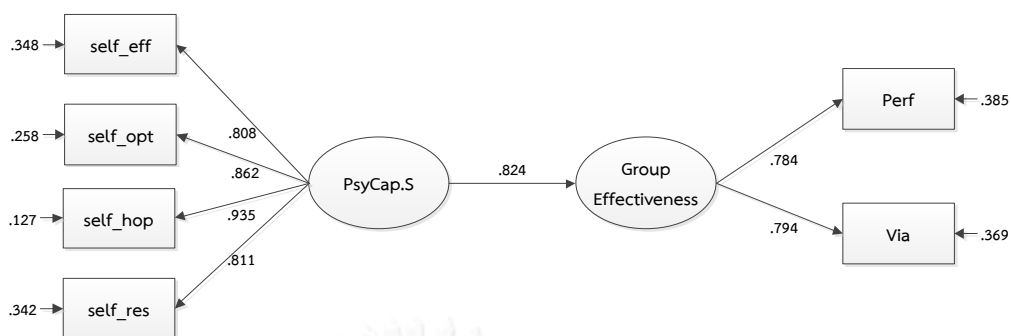 .348
self_eff
.258
self_opt
.127
self_hop
.342
self_res
.808
.862
.935
.811
PsyCap.S
.824
Group
Effectiveness
.784
.794
Perf
.385
Via
.369